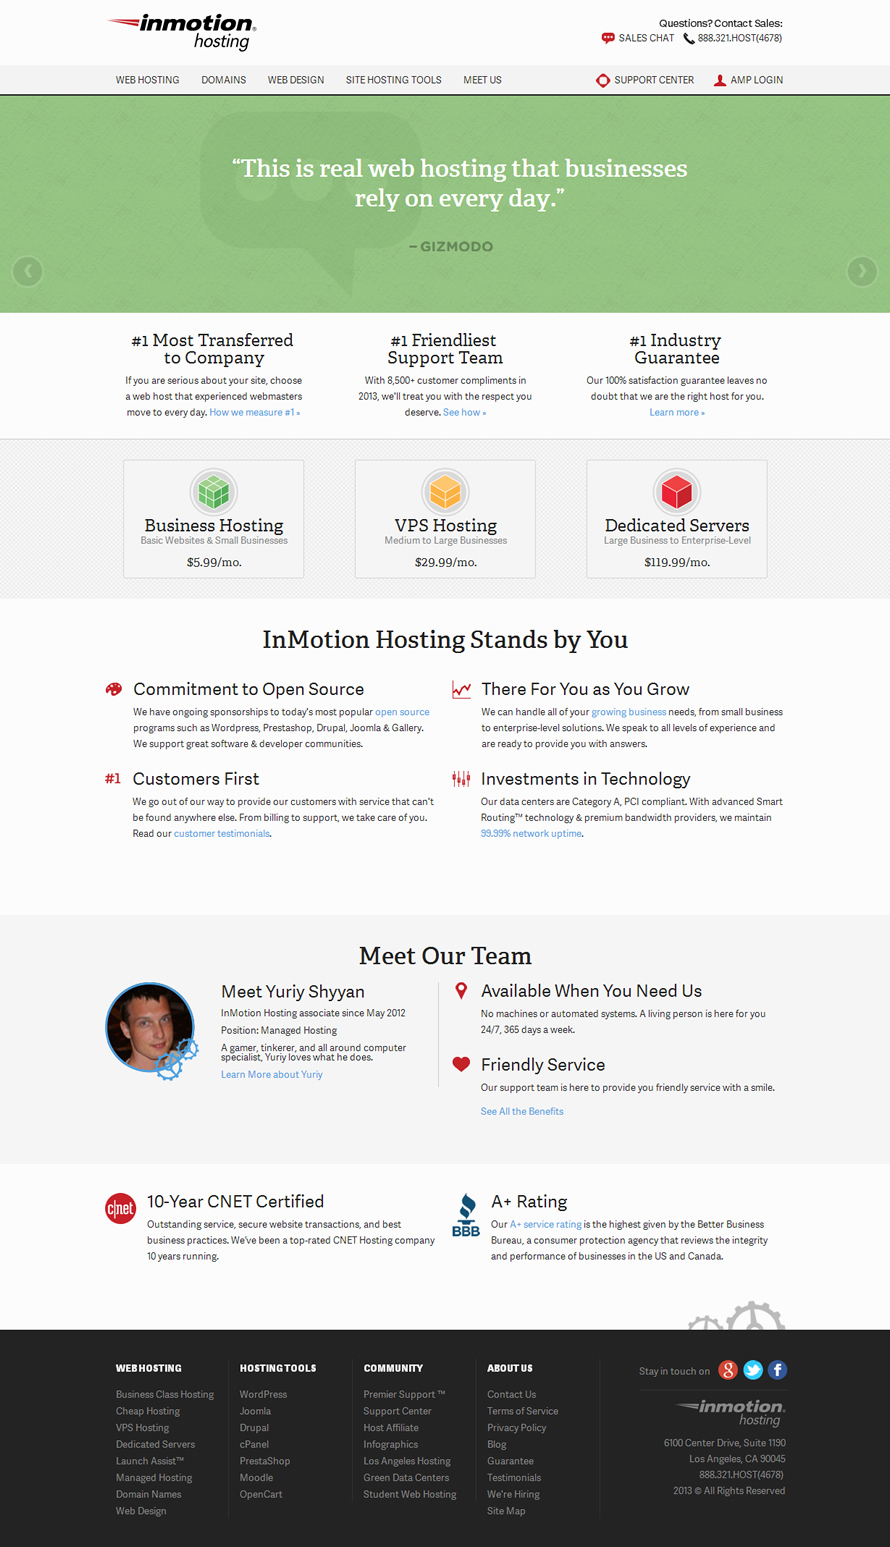 inmotion®
hosting
Questions? Contact Sales:
SALES CHAT 888.321.HOST(4678)
WEB HOSTING DOMAINS WEB DESIGN SITE HOSTING TOOLS MEET US SUPPORT CENTER AMP LOGIN
“This is real web hosting that businesses
rely on every day.”
– GIZMODO
#1 Most Transferred
to Company
If you are serious about your site, choose
a web host that experienced webmasters
move to every day. How we measure #1 »
#1 Friendliest
Support Team
With 8,500+ customer compliments in
2013, we'll treat you with the respect you
deserve. See how »
#1 Industry
Guarantee
Our 100% satisfaction guarantee leaves no
doubt that we are the right host for you.
Learn more »
Business Hosting
Basic Websites & Small Businesses
$5.99/mo.
VPS Hosting
Medium to Large Businesses
$29.99/mo.
Dedicated Servers
Large Business to Enterprise-Level
$119.99/mo.
InMotion Hosting Stands by You
Commitment to Open Source
We have ongoing sponsorships to today's most popular open source
programs such as Wordpress, Prestashop, Drupal, Joomla & Gallery.
We support great software & developer communities.
There For You as You Grow
We can handle all of your growing business needs, from small business
to enterprise-level solutions. We speak to all levels of experience and
are ready to provide you with answers.
#1 Customers First
We go out of our way to provide our customers with service that can't
be found anywhere else. From billing to support, we take care of you.
Read our customer testimonials.
Investments in Technology
Our data centers are Category A, PCI compliant. With advanced Smart
Routing™ technology & premium bandwidth providers, we maintain
99.99% network uptime.
Meet Our Team
Meet Yuriy Shyyan
InMotion Hosting associate since May 2012
Position: Managed Hosting
A gamer, tinkerer, and all around computer
specialist, Yuriy loves what he does.
Learn More about Yuriy
Available When You Need Us
No machines or automated systems. A living person is here for you
24/7, 365 days a week.
Friendly Service
Our support team is here to provide you friendly service with a smile.
See All the Benefits
c|net
10-Year CNET Certified
Outstanding service, secure website transactions, and best
business practices. We've been a top-rated CNET Hosting company
10 years running.
BBB
A+ Rating
Our A+ service rating is the highest given by the Better Business
Bureau, a consumer protection agency that reviews the integrity
and performance of businesses in the US and Canada.
WEB HOSTING
Business Class Hosting
Cheap Hosting
VPS Hosting
Dedicated Servers
Launch Assist™
Managed Hosting
Domain Names
Web Design
HOSTING TOOLS
WordPress
Joomla
Drupal
cPanel
PrestaShop
Moodle
OpenCart
COMMUNITY
Premier Support ™
Support Center
Host Affiliate
Infographics
Los Angeles Hosting
Green Data Centers
Student Web Hosting
ABOUT US
Contact Us
Terms of Service
Privacy Policy
Blog
Guarantee
Testimonials
We're Hiring
Site Map
Stay in touch on g f
inmotion®
hosting
6100 Center Drive, Suite 1190
Los Angeles, CA 90045
888.321.HOST(4678)
2013 © All Rights Reserved